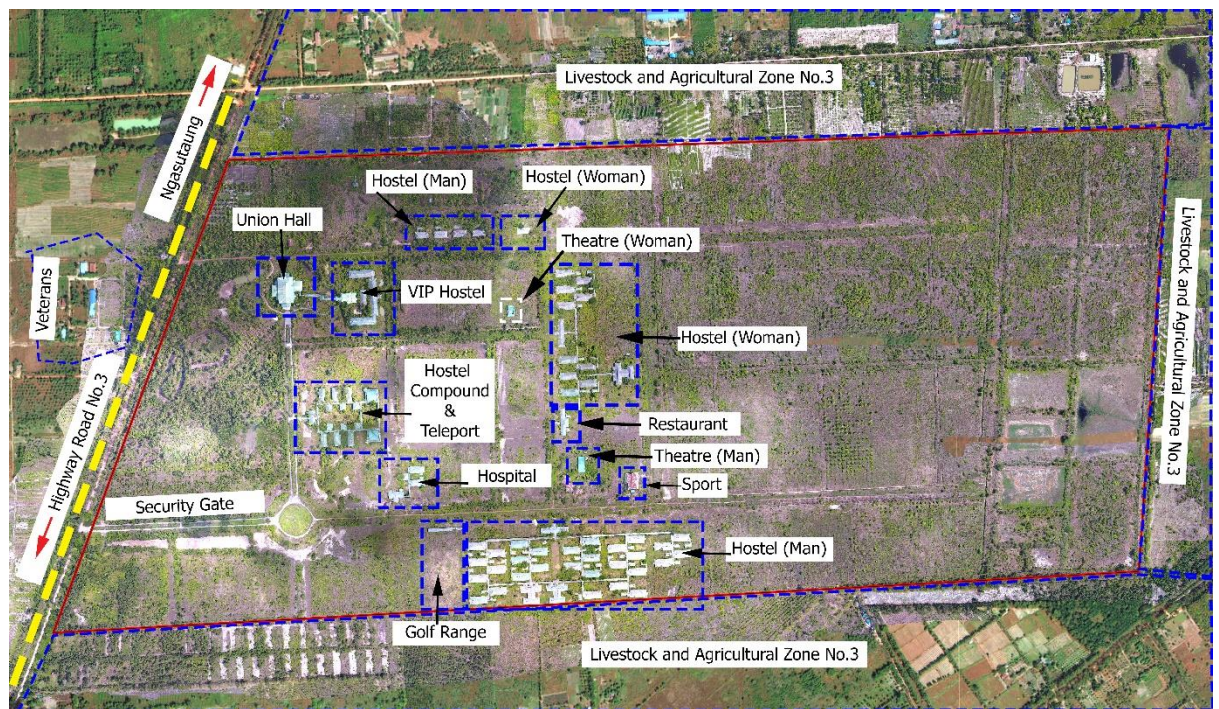 Livestock and Agricultural Zone No.3
Ngasutaung
Hostel (Man)
Hostel (Woman)
Union Hall
Theatre (Woman)
Livestock and Agricultural Zone No.3
Veterans
VIP Hostel
Hostel (Woman)
Hostel
Compound
&
Teleport
Restaurant
Theatre (Man)
Highway Road No.3
Hospital
Sport
Security Gate
Hostel (Man)
Golf Range
Livestock and Agricultural Zone No.3